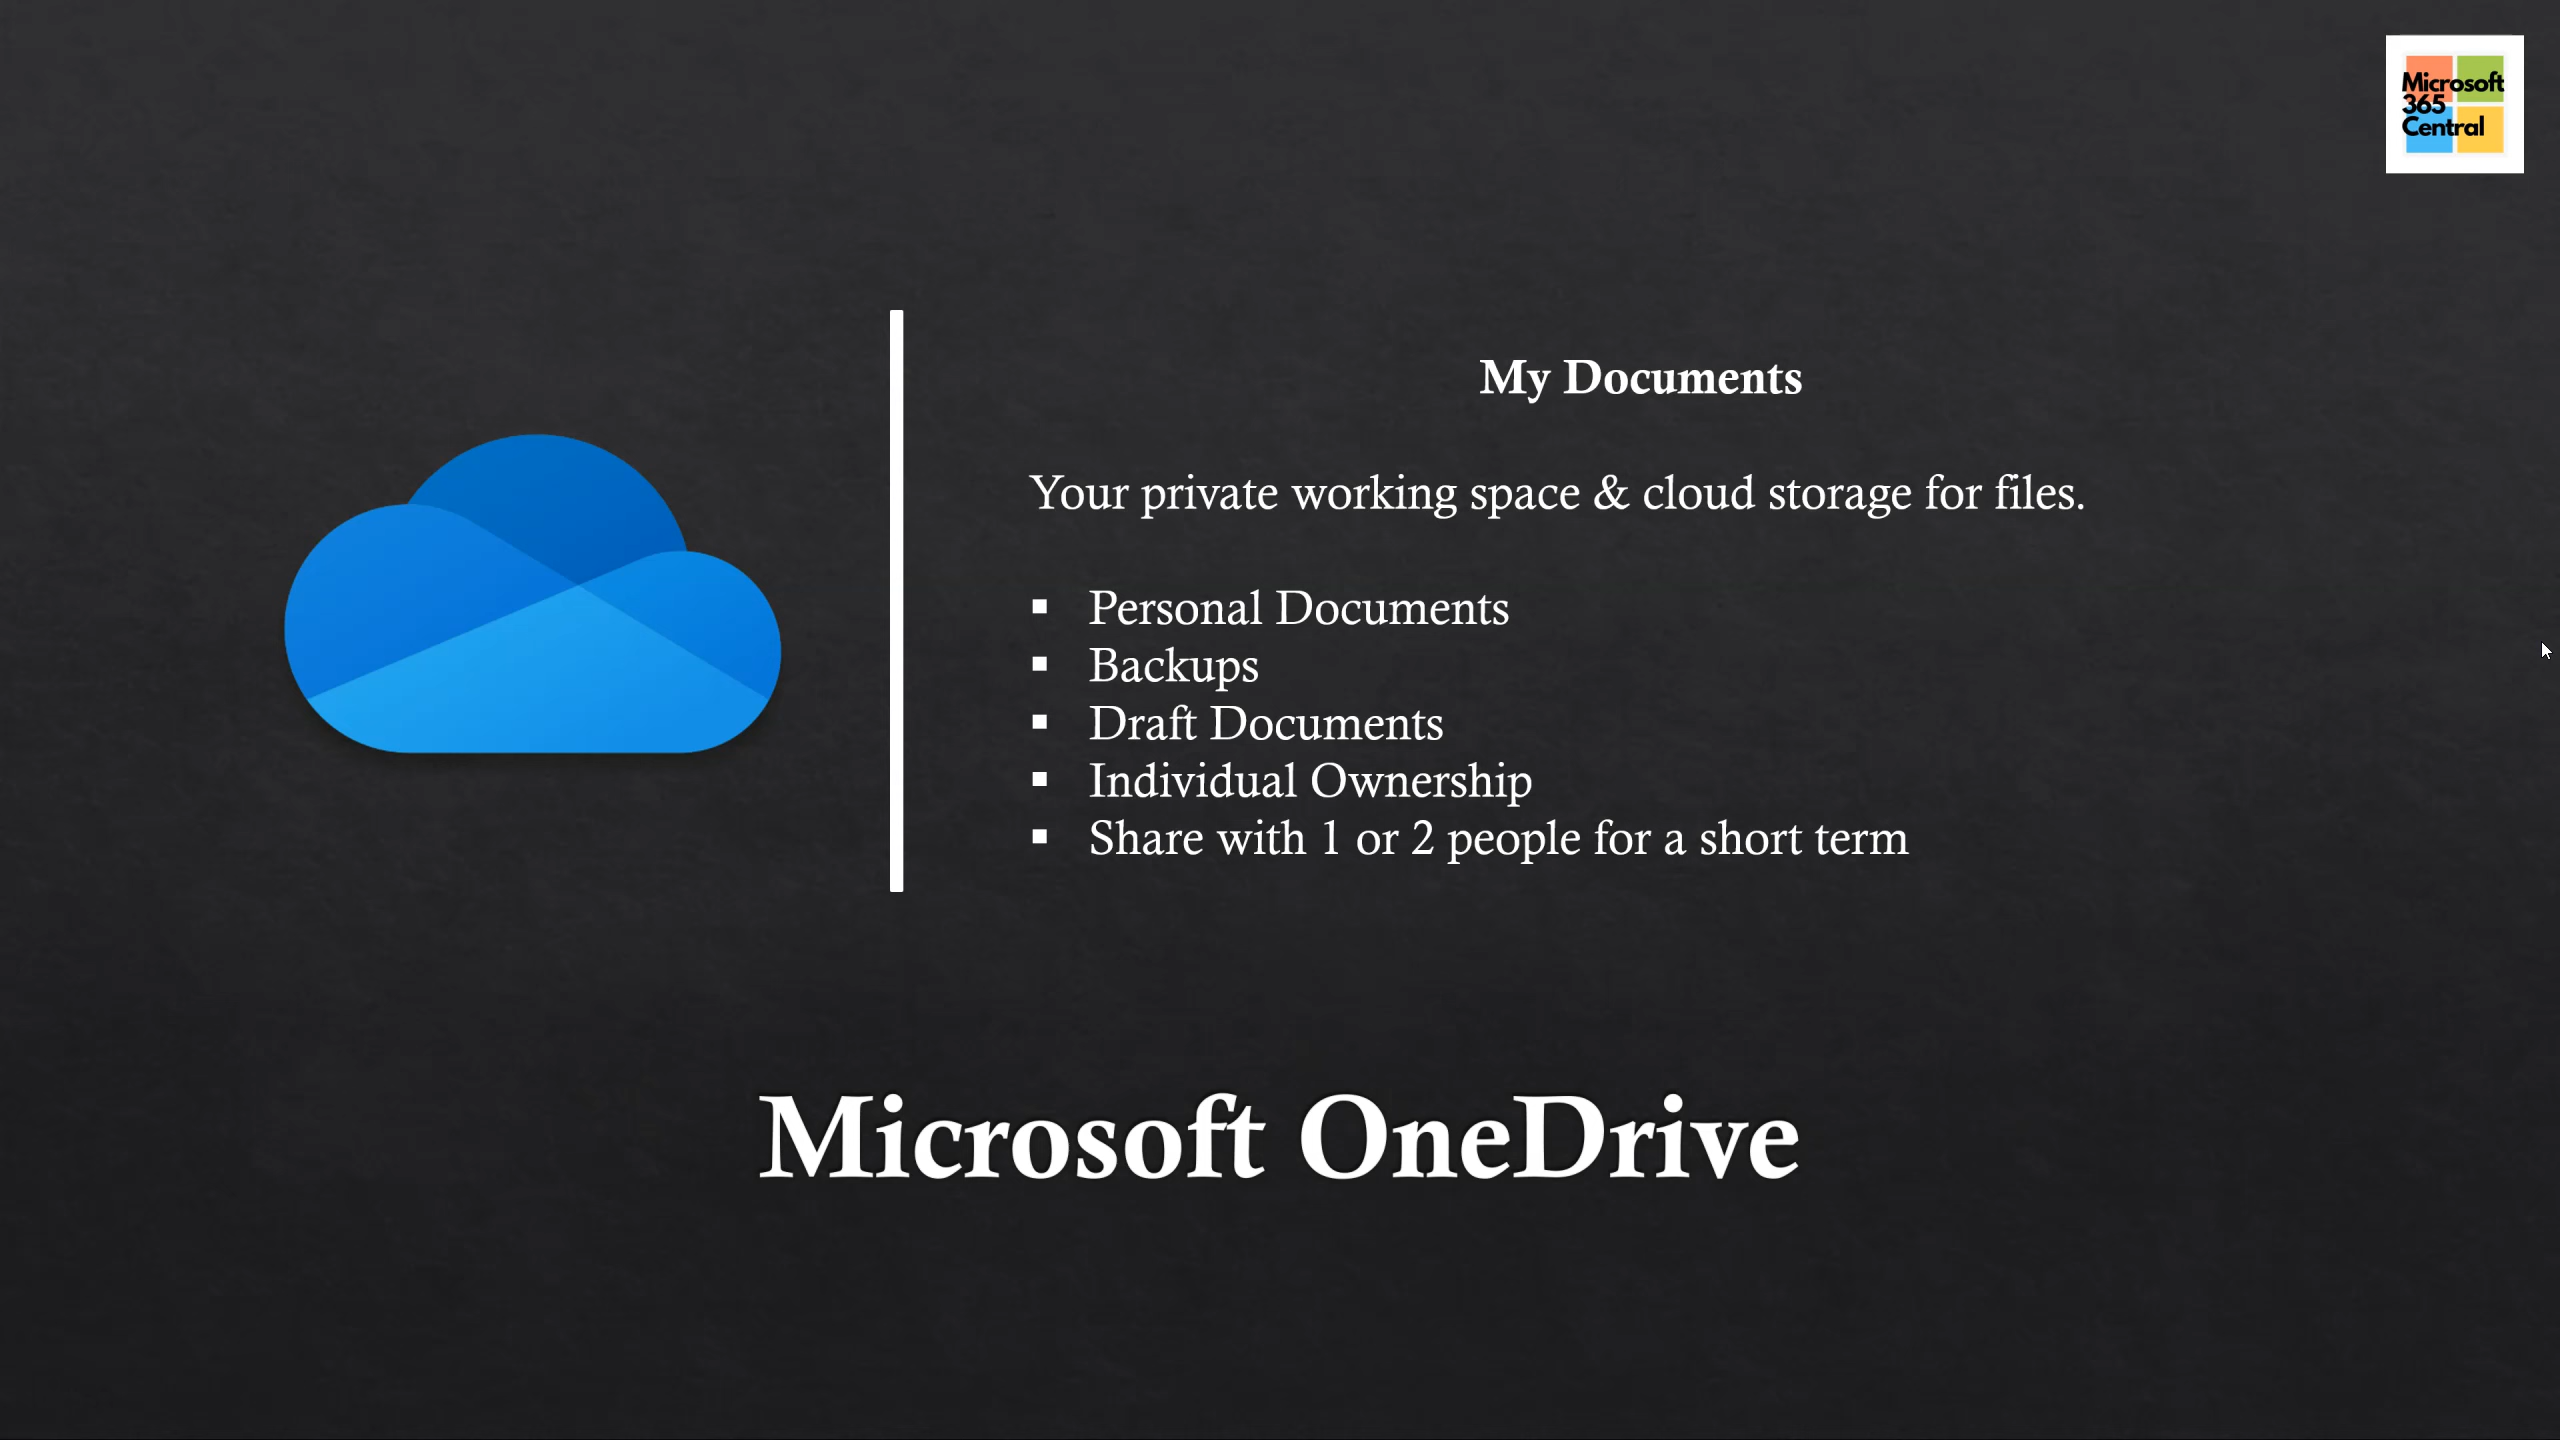 Microsoft
365
Central
My Documents
Your private working space & cloud storage for files.
▪ Personal Documents
▪ Backups
▪ Draft Documents
▪ Individual Ownership
▪ Share with 1 or 2 people for a short term
Microsoft OneDrive